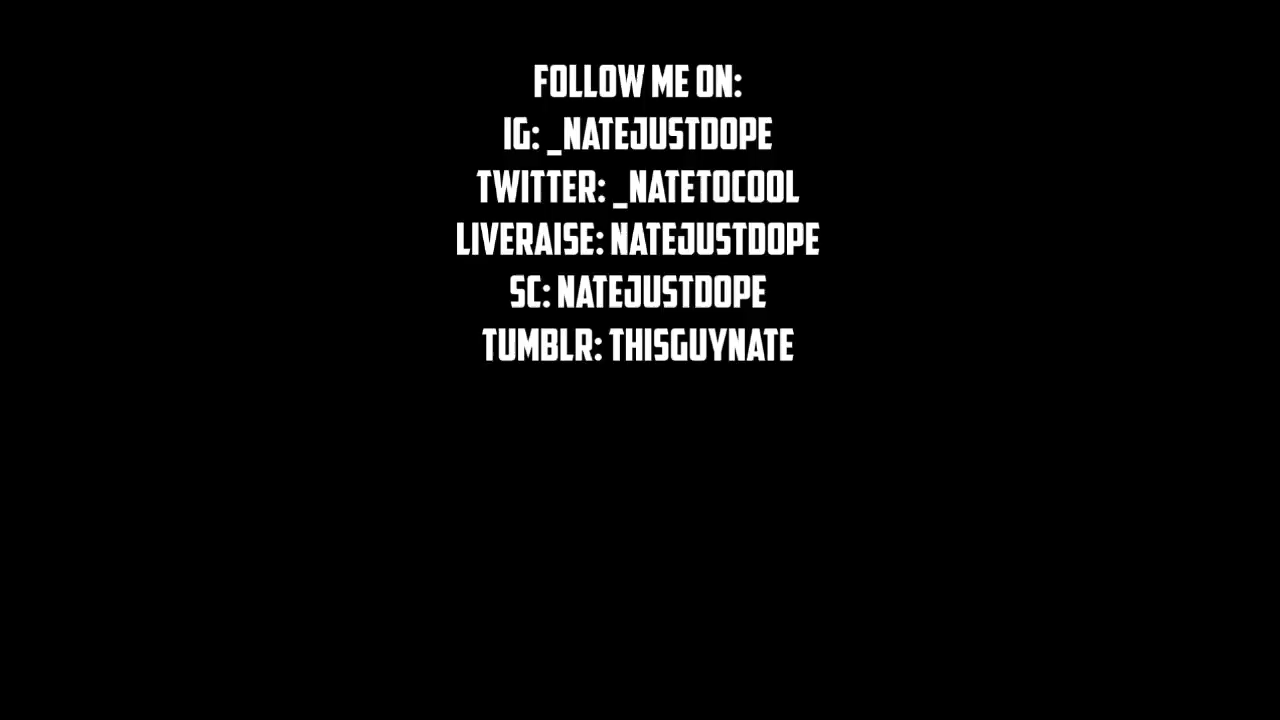 FOLLOW ME ON:
IG: _NATEJUSTDOPE
TWITTER: _NATETOCOOL
LIVERAISE: NATEJUSTDOPE
SC: NATEJUSTDOPE
TUMBLR: THISGUYNATE